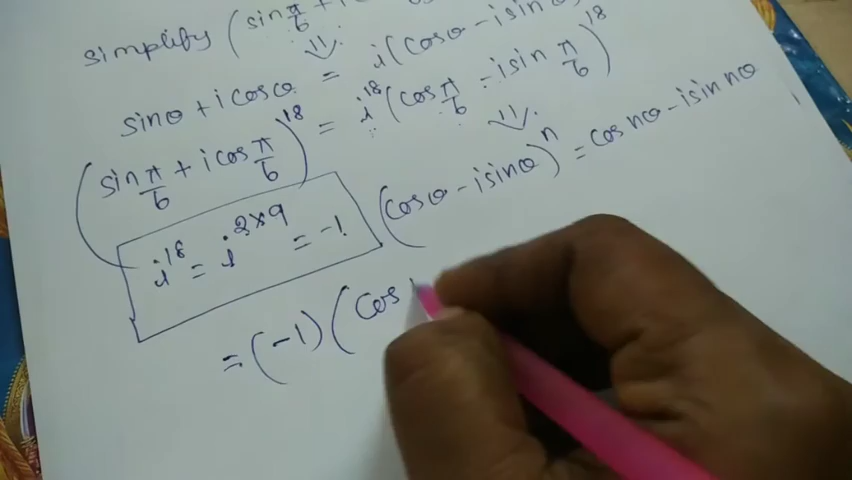 simplify (sin π/6 + i
sinθ + i cosθ = i(cosθ - i sinθ
(sin π/6 + i cos π/6)^18 = i^18 (cos π/6 - i sin π/6)^18
(cosθ - i sinθ)^n = cos nθ - i sin nθ
i^18 = i^2×9 = -1
= (-1) (cos